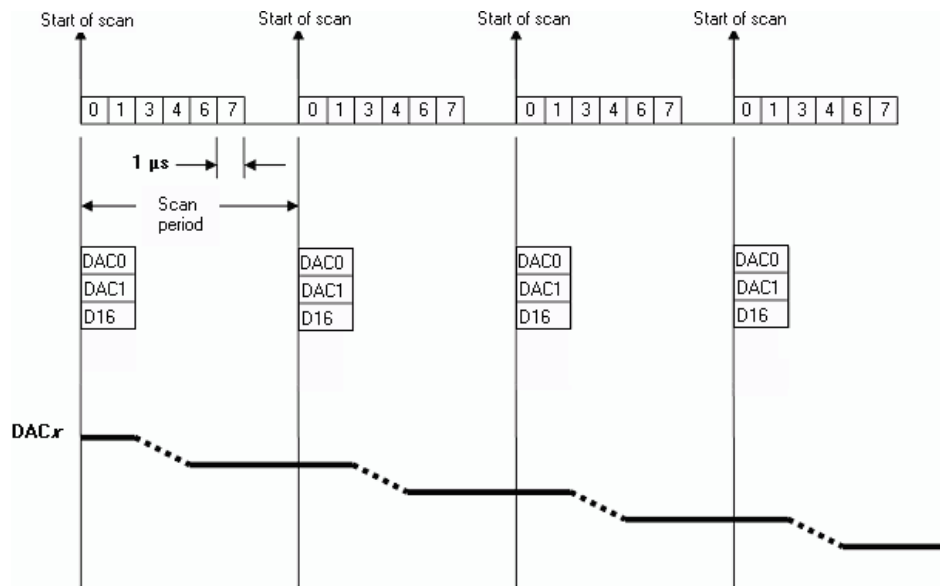 Start of scan Start of scan Start of scan Start of scan
0 1 3 4 6 7 0 1 3 4 6 7 0 1 3 4 6 7 0 1 3 4 6 7
1 µs
Scan
period
DAC0 DAC0 DAC0 DAC0
DAC1 DAC1 DAC1 DAC1
D16 D16 D16 D16
DACx